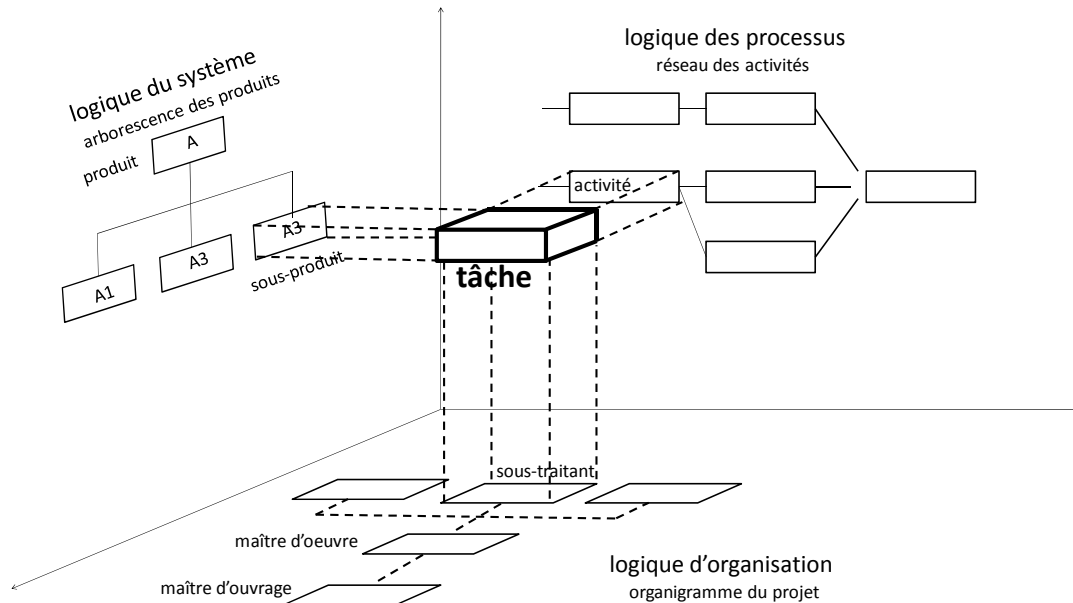 logique des processus
réseau des activités
logique du système
arborescence des produits
produit
A
activité
A3
A3
A1
sous-produit
tâche
sous-traitant
maître d'oeuvre
maître d'ouvrage
logique d'organisation
organigramme du projet